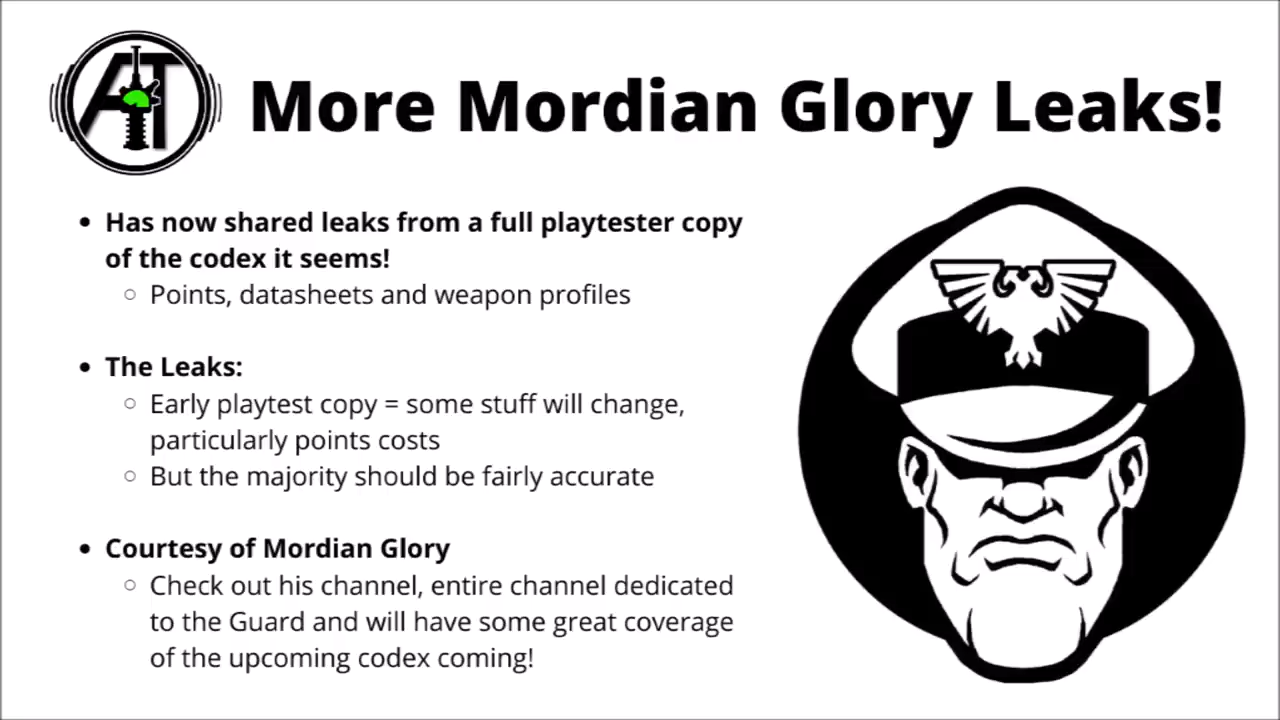 AT
More Mordian Glory Leaks!
• Has now shared leaks from a full playtester copy
of the codex it seems!
○ Points, datasheets and weapon profiles
• The Leaks:
○ Early playtest copy = some stuff will change,
particularly points costs
○ But the majority should be fairly accurate
• Courtesy of Mordian Glory
○ Check out his channel, entire channel dedicated
to the Guard and will have some great coverage
of the upcoming codex coming!